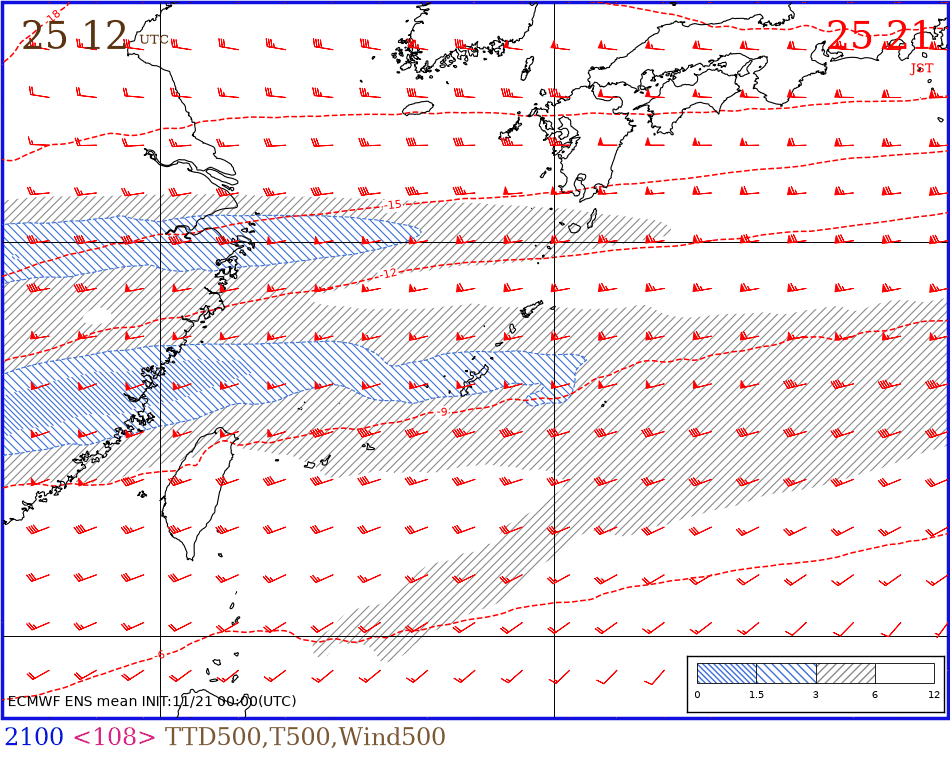 -18
25 12 UTC
25 21 JST
-15
-12
-9
-6
0 1.5 3 6 12
ECMWF ENS mean INIT:11/21 00:00(UTC)
2100 <108> TTD500,T500,Wind500